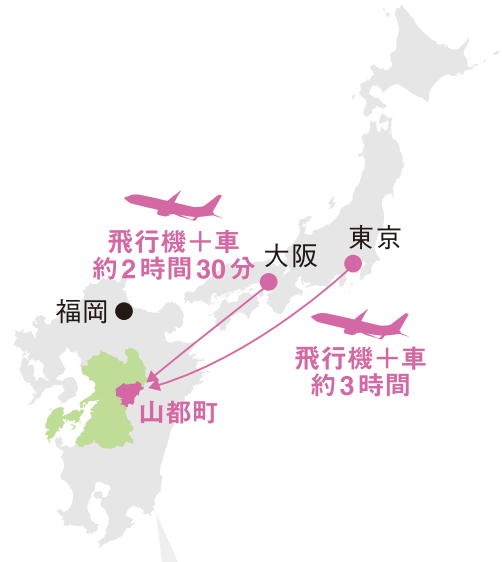 飛行機＋車
約2時間30分
大阪
東京
福岡
飛行機＋車
約3時間
山都町